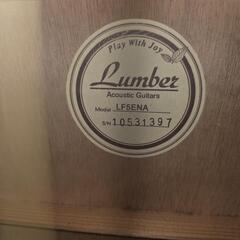 Play With Joy
Lumber
Acoustic Guitars
Model LF5ENA
S/N 10531397